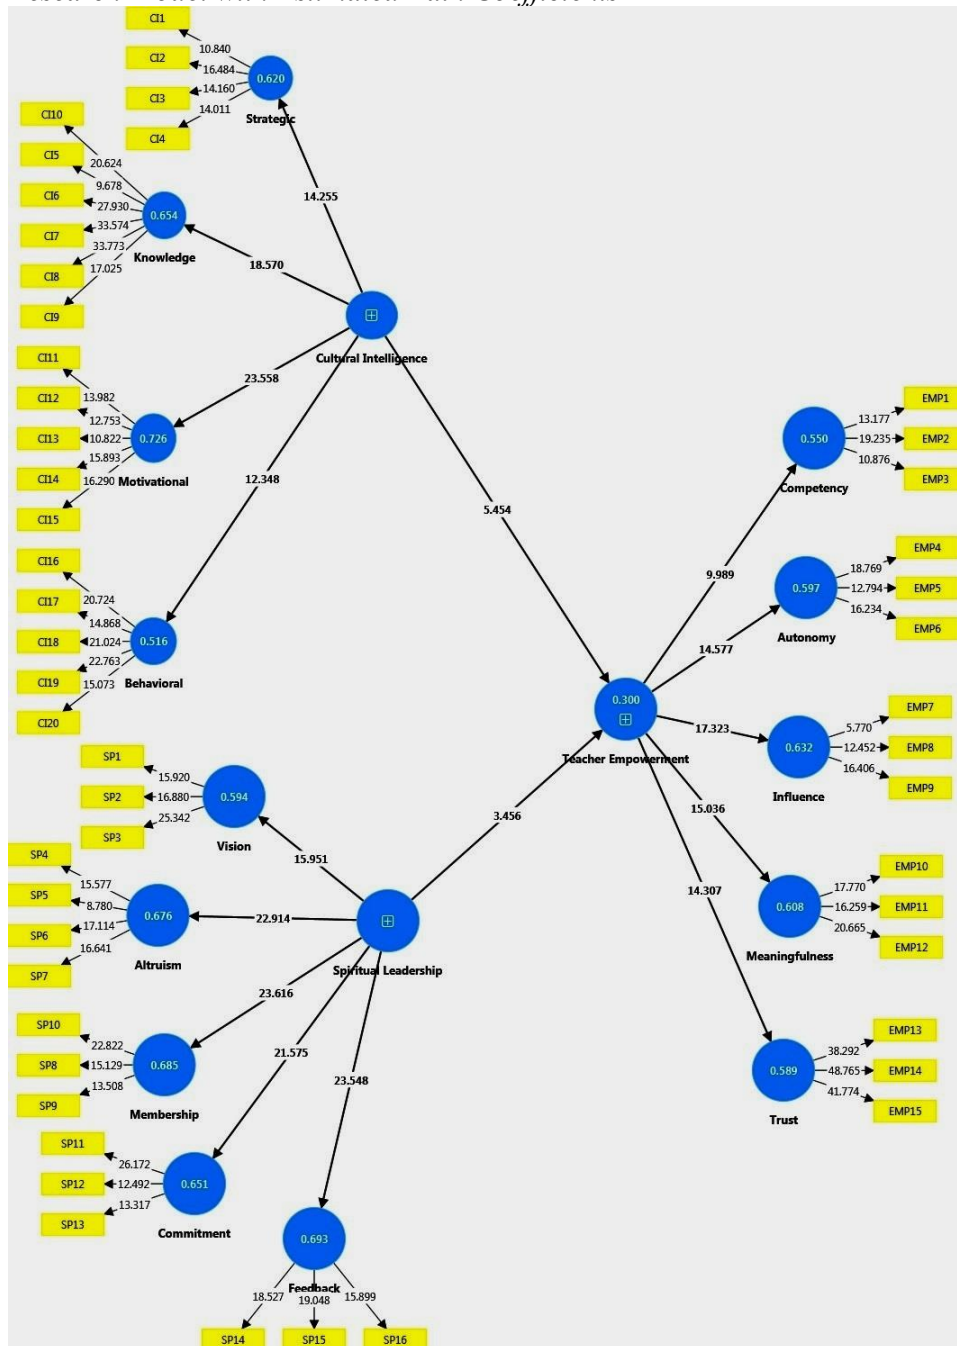 CI1
10.840
CI2
16.484
0.620
CI3
14.160
14.011
CI4
Strategic
CI10
20.624
CI5
9.678
CI6
27.930
0.654
CI7
33.574
33.773
CI8
17.025
CI9
Knowledge
14.255
18.570
Cultural Intelligence
CI11
13.982
CI12
12.753
CI13
10.822
0.726
15.893
CI14
16.290
CI15
Motivational
23.558
12.348
5.454
CI16
20.724
CI17
14.868
CI18
21.024
0.516
22.763
CI19
15.073
CI20
Behavioral
EMP1
13.177
0.550
19.235
EMP2
10.876
EMP3
Competency
9.989
EMP4
18.769
0.597
12.794
EMP5
16.234
EMP6
Autonomy
14.577
0.300
Teacher Empowerment
17.323
EMP7
5.770
0.632
12.452
EMP8
16.406
EMP9
Influence
15.036
14.307
SP1
15.920
SP2
16.880
0.594
25.342
SP3
Vision
3.456
15.951
SP4
15.577
SP5
8.780
0.676
SP6
17.114
16.641
SP7
Altruism
22.914
Spiritual Leadership
EMP10
17.770
0.608
16.259
EMP11
20.665
EMP12
Meaningfulness
23.616
21.575
23.548
SP10
22.822
SP8
15.129
0.685
13.508
SP9
Membership
EMP13
38.292
0.589
48.765
EMP14
41.774
EMP15
Trust
SP11
26.172
SP12
12.492
0.651
13.317
SP13
Commitment
0.693
Feedback
18.527
19.048
15.899
SP14
SP15
SP16